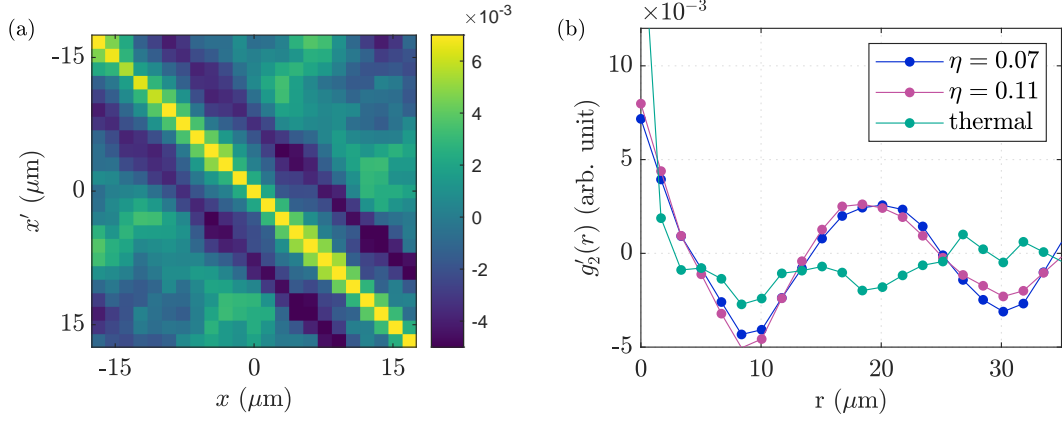 (a)
×10⁻³
-15
0
15
x′ (μm)
-15
0
15
x (μm)
6
4
2
0
-2
-4
(b)
×10⁻³
10
5
0
-5
g₂′(r) (arb. unit)
0
10
20
30
r (μm)
η = 0.07
η = 0.11
thermal